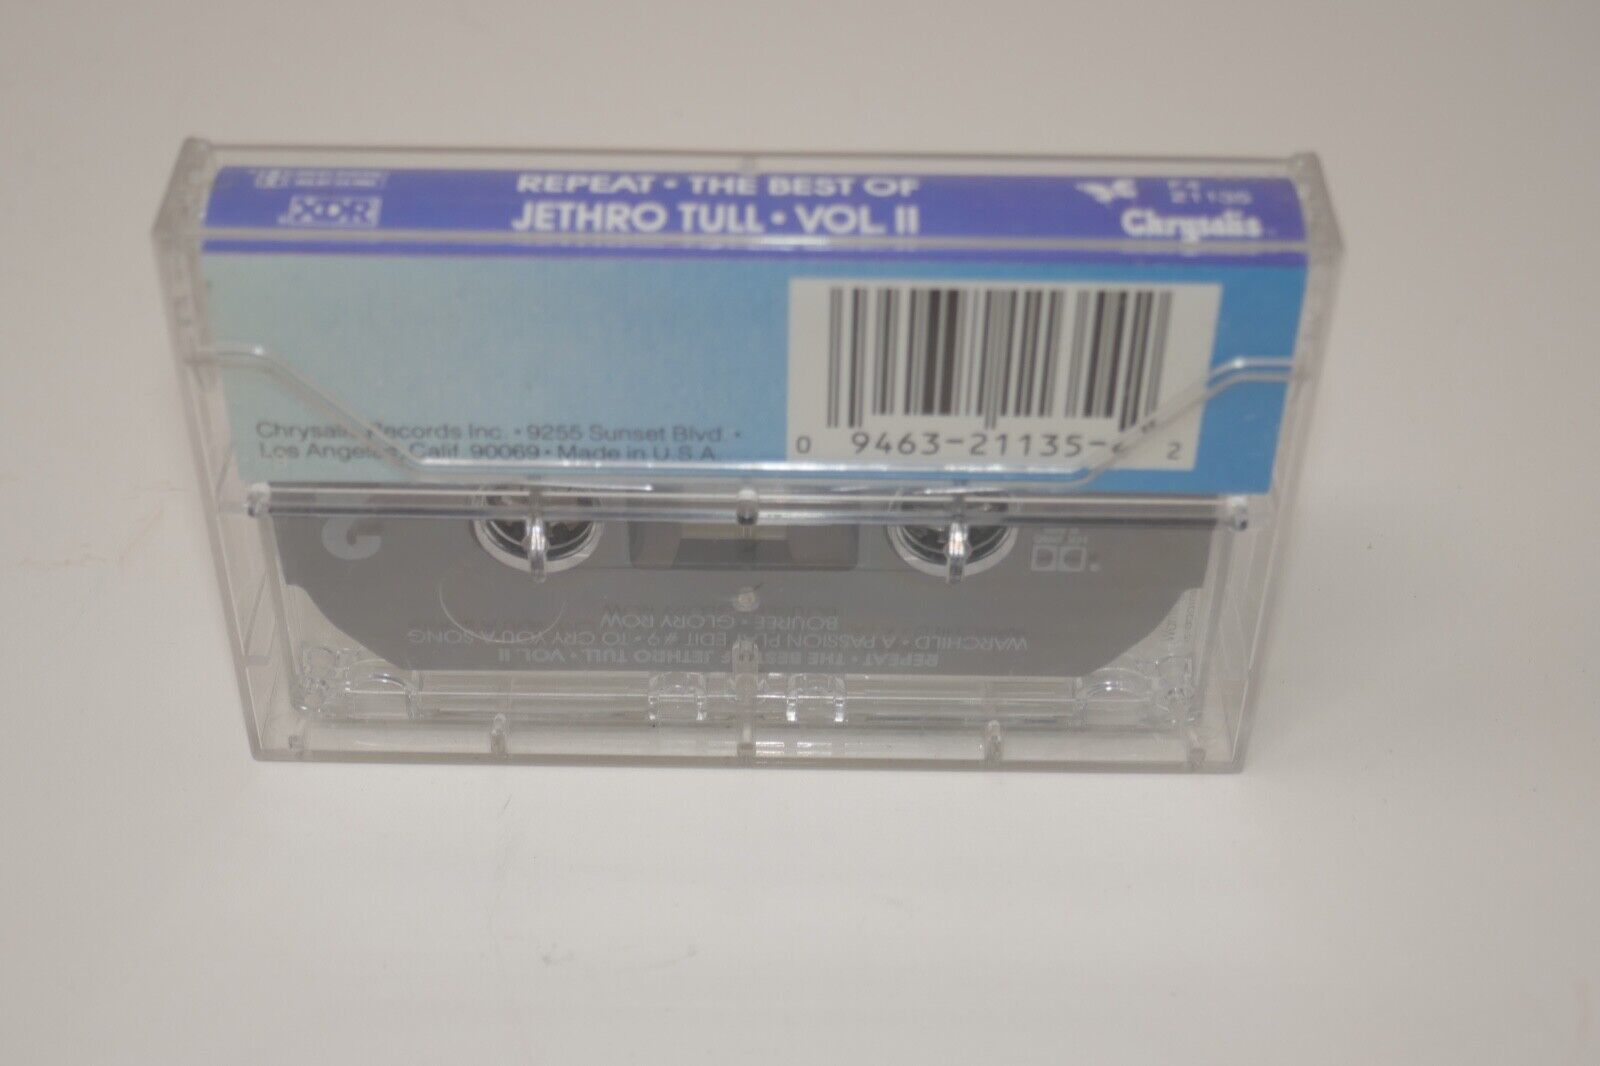 XDR
REPEAT • THE BEST OF
JETHRO TULL • VOL. II
21135
Chrysalis
0 9463-21135-4 2
Chrysalis Records Inc. • 9255 Sunset Blvd. •
Los Angeles, Calif. 90069 • Made in U.S.A.
REPEAT • THE BEST OF JETHRO TULL • VOL. II
WARCHILD • A PASSION PLAY EDIT #9 • TO CRY YOU A SONG
BOUREE • GLORY ROW